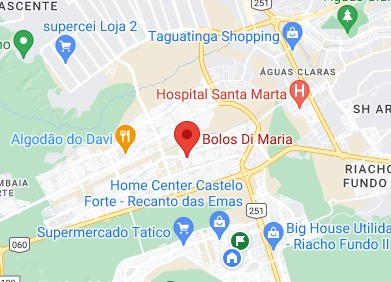 ASCENTE
supercei Loja 2
Taguatinga Shopping
ÁGUAS CLARAS
Hospital Santa Marta
H
SH AR
Algodão do Davi
Bolos Di Maria
RIACHO
FUNDO
MBAIA
RTE
Home Center Castelo
Forte - Recanto das Emas
251
060
Supermercado Tatico
251
Big House Utilida
- Riacho Fundo II